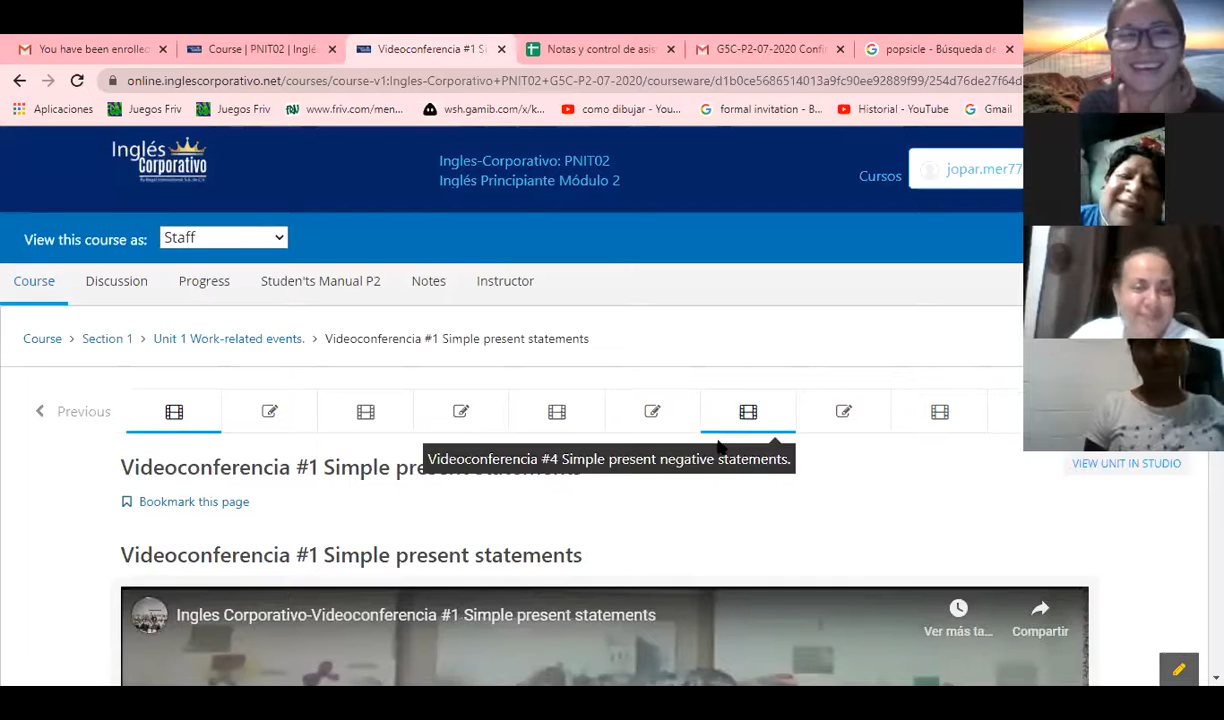 You have been enrolle
Course | PNIT02 | Inglé
Videoconferencia #1 Si
Notas y control de asis
G5C-P2-07-2020 Confi
popsicle - Búsqueda de
online.inglescorporativo.net/courses/course-v1:Ingles-Corporativo+PNIT02+G5C-P2-07-2020/courseware/d1b0ce5686514013a9fc90ee92889f99/254d76de27f64d
Aplicaciones
Juegos Friv
Juegos Friv
www.friv.com/men...
wsh.gamib.com/x/k...
como dibujar - You...
formal invitation - B...
Historial - YouTube
Gmail
Inglés
Corporativo
Ingles-Corporativo: PNIT02
Inglés Principiante Módulo 2
Cursos
jopar.mer77
View this course as:
Staff
Course
Discussion
Progress
Studen'ts Manual P2
Notes
Instructor
Course > Section 1 > Unit 1 Work-related events. > Videoconferencia #1 Simple present statements
Previous
Videoconferencia #4 Simple present negative statements.
Videoconferencia #1 Simple present statements
VIEW UNIT IN STUDIO
Bookmark this page
Videoconferencia #1 Simple present statements
Ingles Corporativo-Videoconferencia #1 Simple present statements
Ver más ta...
Compartir